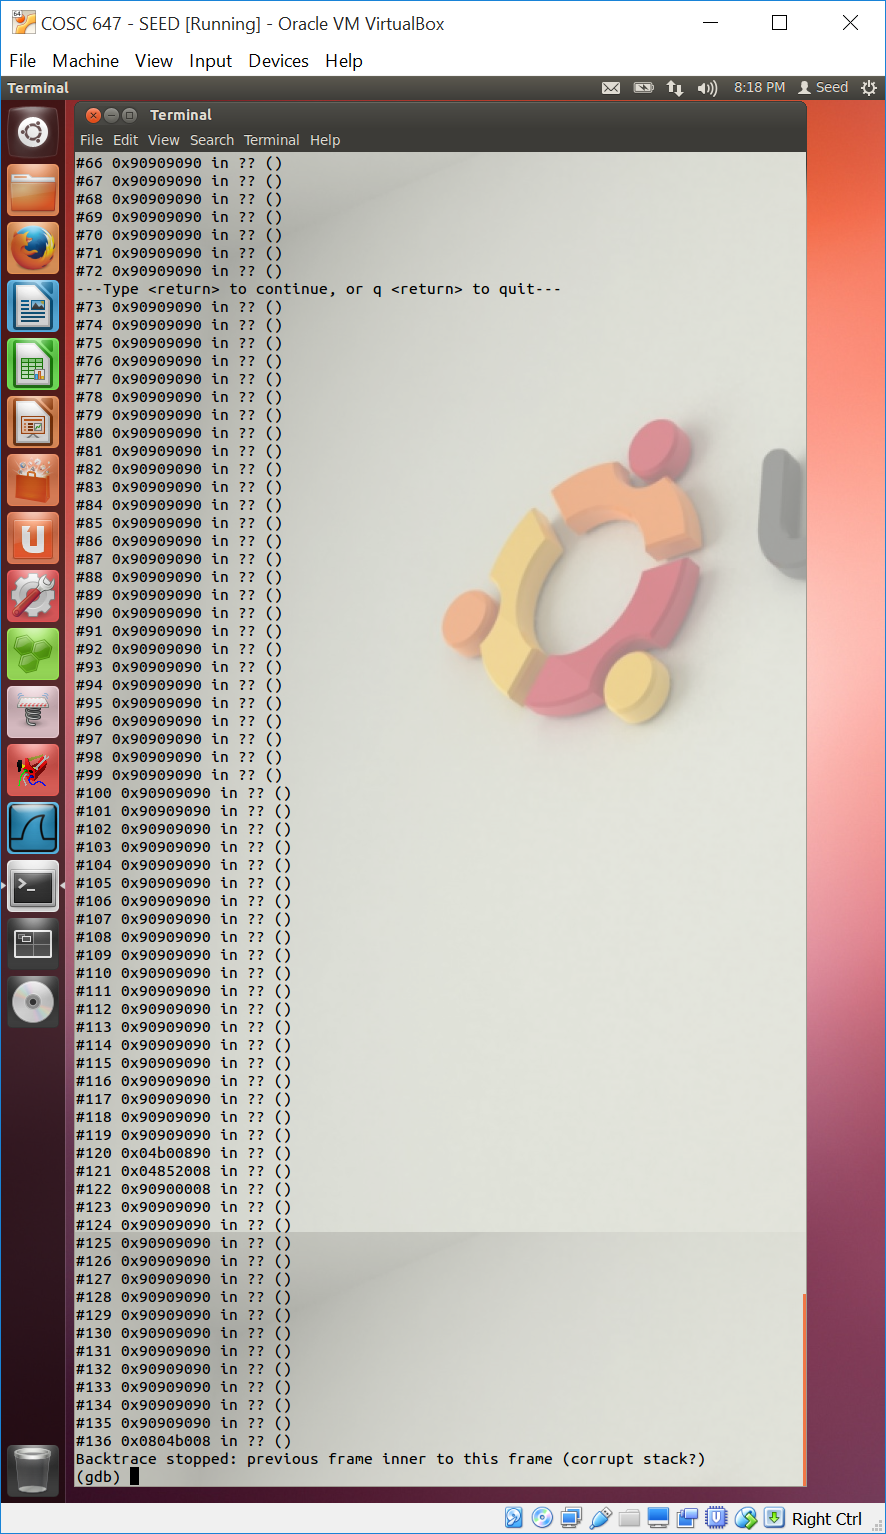 COSC 647 - SEED [Running] - Oracle VM VirtualBox
File Machine View Input Devices Help
Terminal 8:18 PM Seed
Terminal
File Edit View Search Terminal Help
#66 0x90909090 in ?? ()
#67 0x90909090 in ?? ()
#68 0x90909090 in ?? ()
#69 0x90909090 in ?? ()
#70 0x90909090 in ?? ()
#71 0x90909090 in ?? ()
#72 0x90909090 in ?? ()
---Type <return> to continue, or q <return> to quit---
#73 0x90909090 in ?? ()
#74 0x90909090 in ?? ()
#75 0x90909090 in ?? ()
#76 0x90909090 in ?? ()
#77 0x90909090 in ?? ()
#78 0x90909090 in ?? ()
#79 0x90909090 in ?? ()
#80 0x90909090 in ?? ()
#81 0x90909090 in ?? ()
#82 0x90909090 in ?? ()
#83 0x90909090 in ?? ()
#84 0x90909090 in ?? ()
#85 0x90909090 in ?? ()
#86 0x90909090 in ?? ()
#87 0x90909090 in ?? ()
#88 0x90909090 in ?? ()
#89 0x90909090 in ?? ()
#90 0x90909090 in ?? ()
#91 0x90909090 in ?? ()
#92 0x90909090 in ?? ()
#93 0x90909090 in ?? ()
#94 0x90909090 in ?? ()
#95 0x90909090 in ?? ()
#96 0x90909090 in ?? ()
#97 0x90909090 in ?? ()
#98 0x90909090 in ?? ()
#99 0x90909090 in ?? ()
#100 0x90909090 in ?? ()
#101 0x90909090 in ?? ()
#102 0x90909090 in ?? ()
#103 0x90909090 in ?? ()
#104 0x90909090 in ?? ()
#105 0x90909090 in ?? ()
#106 0x90909090 in ?? ()
#107 0x90909090 in ?? ()
#108 0x90909090 in ?? ()
#109 0x90909090 in ?? ()
#110 0x90909090 in ?? ()
#111 0x90909090 in ?? ()
#112 0x90909090 in ?? ()
#113 0x90909090 in ?? ()
#114 0x90909090 in ?? ()
#115 0x90909090 in ?? ()
#116 0x90909090 in ?? ()
#117 0x90909090 in ?? ()
#118 0x90909090 in ?? ()
#119 0x90909090 in ?? ()
#120 0x04b00890 in ?? ()
#121 0x04852008 in ?? ()
#122 0x90900008 in ?? ()
#123 0x90909090 in ?? ()
#124 0x90909090 in ?? ()
#125 0x90909090 in ?? ()
#126 0x90909090 in ?? ()
#127 0x90909090 in ?? ()
#128 0x90909090 in ?? ()
#129 0x90909090 in ?? ()
#130 0x90909090 in ?? ()
#131 0x90909090 in ?? ()
#132 0x90909090 in ?? ()
#133 0x90909090 in ?? ()
#134 0x90909090 in ?? ()
#135 0x90909090 in ?? ()
#136 0x0804b008 in ?? ()
Backtrace stopped: previous frame inner to this frame (corrupt stack?)
(gdb)
Right Ctrl